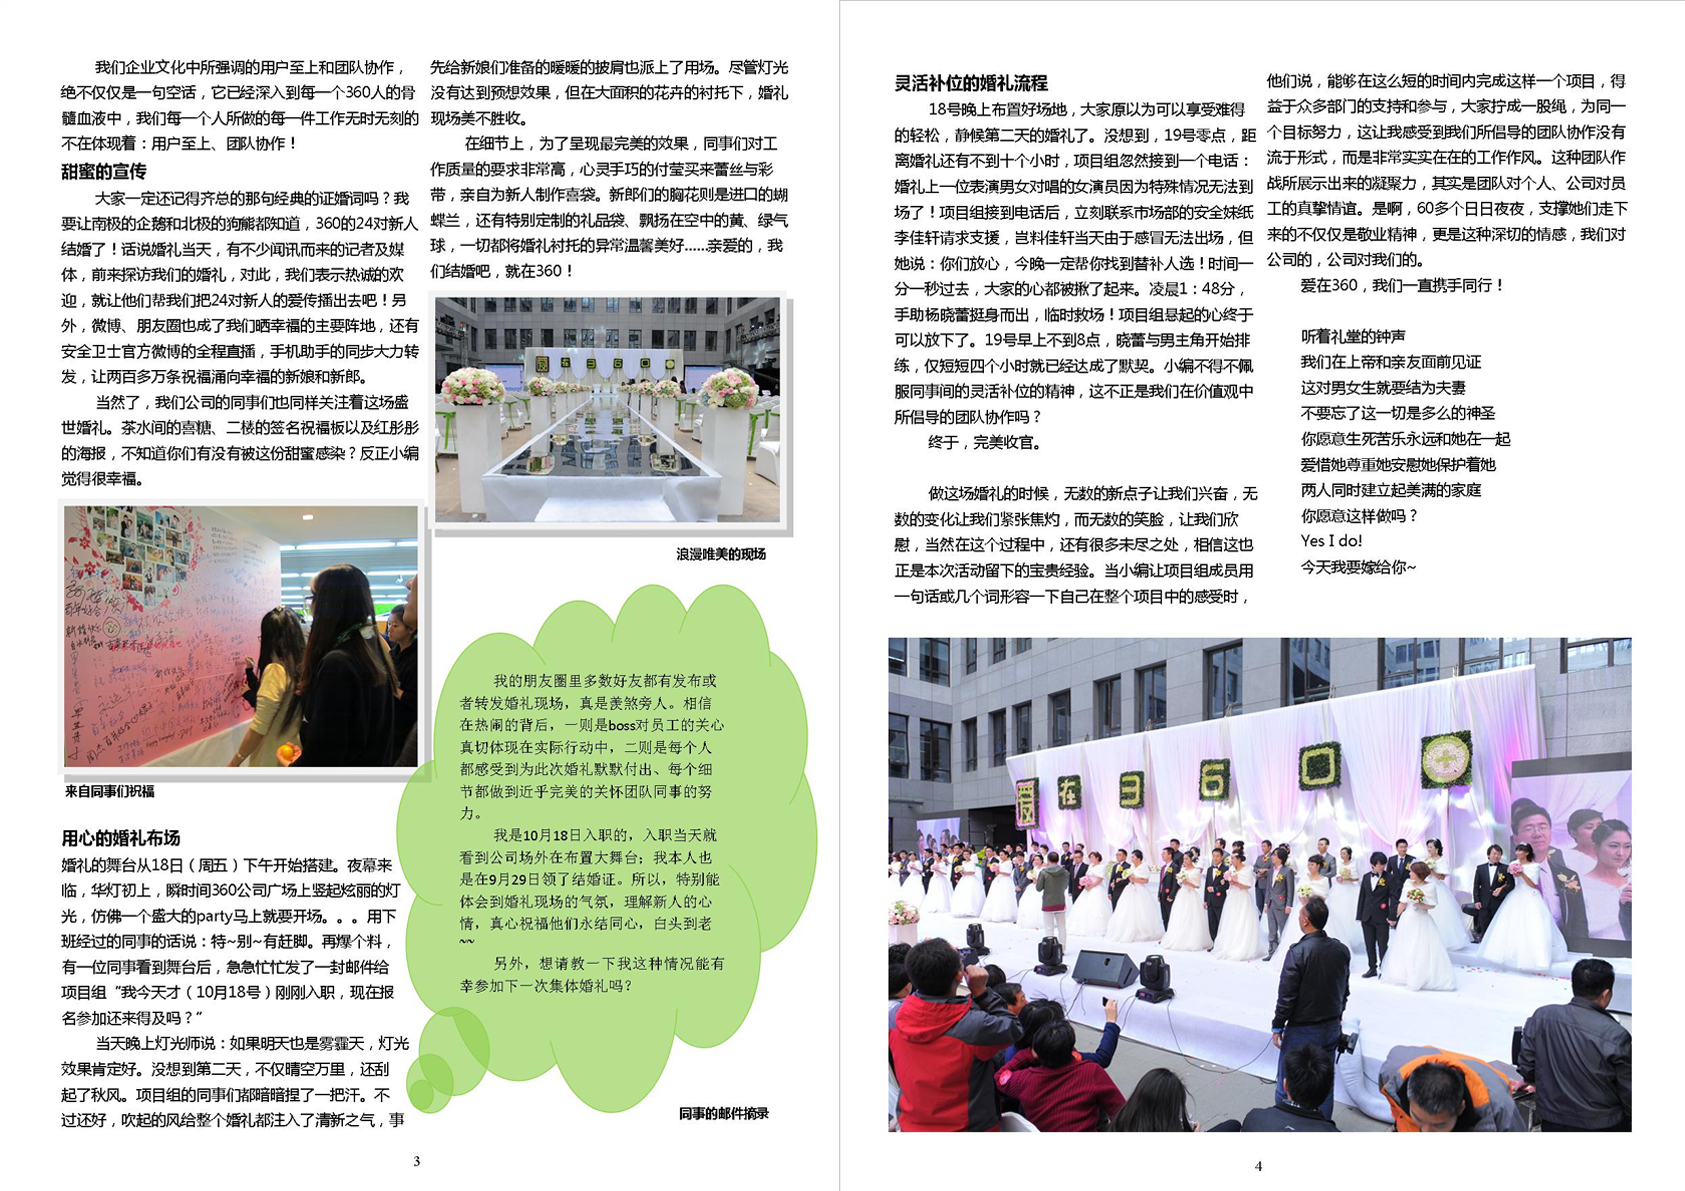 我们企业文化中所强调的用户至上和团队协作，
绝不仅仅是一句空话，它已经深入到每一个360人的骨
髓血液中，我们每一个人所做的每一件工作无时无刻的
不在体现着：用户至上、团队协作！
甜蜜的宣传
大家一定还记得齐总的那句经典的证婚词吗？我
要让南极的企鹅和北极的狗熊都知道，360的24对新人
结婚了！话说婚礼当天，有不少闻讯而来的记者及媒
体，前来探访我们的婚礼，对此，我们表示热诚的欢
迎，就让他们帮我们把24对新人的爱传播出去吧！另
外，微博、朋友圈也成了我们晒幸福的主要阵地，还有
安全卫士官方微博的全程直播，手机助手的同步大力转
发，让两百多万条祝福涌向幸福的新娘和新郎。
当然了，我们公司的同事们也同样关注着这场盛
世婚礼。茶水间的喜糖、二楼的签名祝福板以及红彤彤
的海报，不知道你们有没有被这份甜蜜感染？反正小编
觉得很幸福。
来自同事们祝福
用心的婚礼布场
婚礼的舞台从18日（周五）下午开始搭建。夜幕来
临，华灯初上，瞬时间360公司广场上竖起炫丽的灯
光，仿佛一个盛大的party马上就要开场。。。用下
班经过的同事的话说：特~别~有赶脚。再爆个料，
有一位同事看到舞台后，急急忙忙发了一封邮件给
项目组“我今天才（10月18号）刚刚入职，现在报
名参加还来得及吗？”
当天晚上灯光师说：如果明天也是雾霾天，灯光
效果肯定好。没想到第二天，不仅晴空万里，还刮
起了秋风。项目组的同事们都暗暗捏了一把汗。不
过还好，吹起的风给整个婚礼都注入了清新之气，事
先给新娘们准备的暖暖的披肩也派上了用场。尽管灯光
没有达到预想效果，但在大面积的花卉的衬托下，婚礼
现场美不胜收。
在细节上，为了呈现最完美的效果，同事们对工
作质量的要求非常高，心灵手巧的付莹买来蕾丝与彩
带，亲自为新人制作喜袋。新郎们的胸花则是进口的蝴
蝶兰，还有特别定制的礼品袋、飘扬在空中的黄、绿气
球，一切都将婚礼衬托的异常温馨美好……亲爱的，我
们结婚吧，就在360！
爱在360
浪漫唯美的现场
我的朋友圈里多数好友都有发布或
者转发婚礼现场，真是羡煞旁人。相信
在热闹的背后，一则是boss对员工的关心
真切体现在实际行动中，二则是每个人
都感受到为此次婚礼默默付出、每个细
节都做到近乎完美的关怀团队同事的努
力。
我是10月18日入职的，入职当天就
看到公司场外在布置大舞台；我本人也
是在9月29日领了结婚证。所以，特别能
体会到婚礼现场的气氛，理解新人的心
情，真心祝福他们永结同心，白头到老
~~
另外，想请教一下我这种情况能有
幸参加下一次集体婚礼吗？
同事的邮件摘录
3
灵活补位的婚礼流程
18号晚上布置好场地，大家原以为可以享受难得
的轻松，静候第二天的婚礼了。没想到，19号零点，距
离婚礼还有不到十个小时，项目组忽然接到一个电话：
婚礼上一位表演男女对唱的女演员因为特殊情况无法到
场了！项目组接到电话后，立刻联系市场部的安全妹纸
李佳轩请求支援，岂料佳轩当天由于感冒无法出场，但
她说：你们放心，今晚一定帮你找到替补人选！时间一
分一秒过去，大家的心都被揪了起来。凌晨1：48分，
手助杨晓蕾挺身而出，临时救场！项目组悬起的心终于
可以放下了。19号早上不到8点，晓蕾与男主角开始排
练，仅短短四个小时就已经达成了默契。小编不得不佩
服同事间的灵活补位的精神，这不正是我们在价值观中
所倡导的团队协作吗？
终于，完美收官。
做这场婚礼的时候，无数的新点子让我们兴奋，无
数的变化让我们紧张焦灼，而无数的笑脸，让我们欣
慰，当然在这个过程中，还有很多未尽之处，相信这也
正是本次活动留下的宝贵经验。当小编让项目组成员用
一句话或几个词形容一下自己在整个项目中的感受时，
他们说，能够在这么短的时间内完成这样一个项目，得
益于众多部门的支持和参与，大家拧成一股绳，为同一
个目标努力，这让我感受到我们所倡导的团队协作没有
流于形式，而是非常实实在在的工作作风。这种团队作
战所展示出来的凝聚力，其实是团队对个人、公司对员
工的真挚情谊。是啊，60多个日日夜夜，支撑她们走下
来的不仅仅是敬业精神，更是这种深切的情感，我们对
公司的，公司对我们的。
爱在360，我们一直携手同行！
听着礼堂的钟声
我们在上帝和亲友面前见证
这对男女生就要结为夫妻
不要忘了这一切是多么的神圣
你愿意生死苦乐永远和她在一起
爱惜她尊重她安慰她保护着她
两人同时建立起美满的家庭
你愿意这样做吗？
Yes I do!
今天我要嫁给你~
爱在360
4